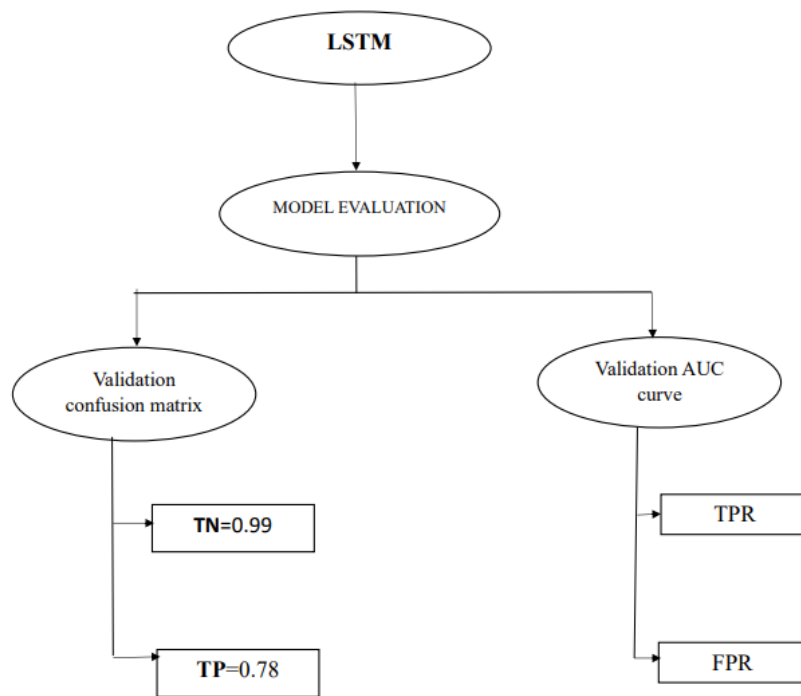 LSTM
MODEL EVALUATION
Validation
confusion matrix
Validation AUC
curve
TN=0.99
TPR
TP=0.78
FPR